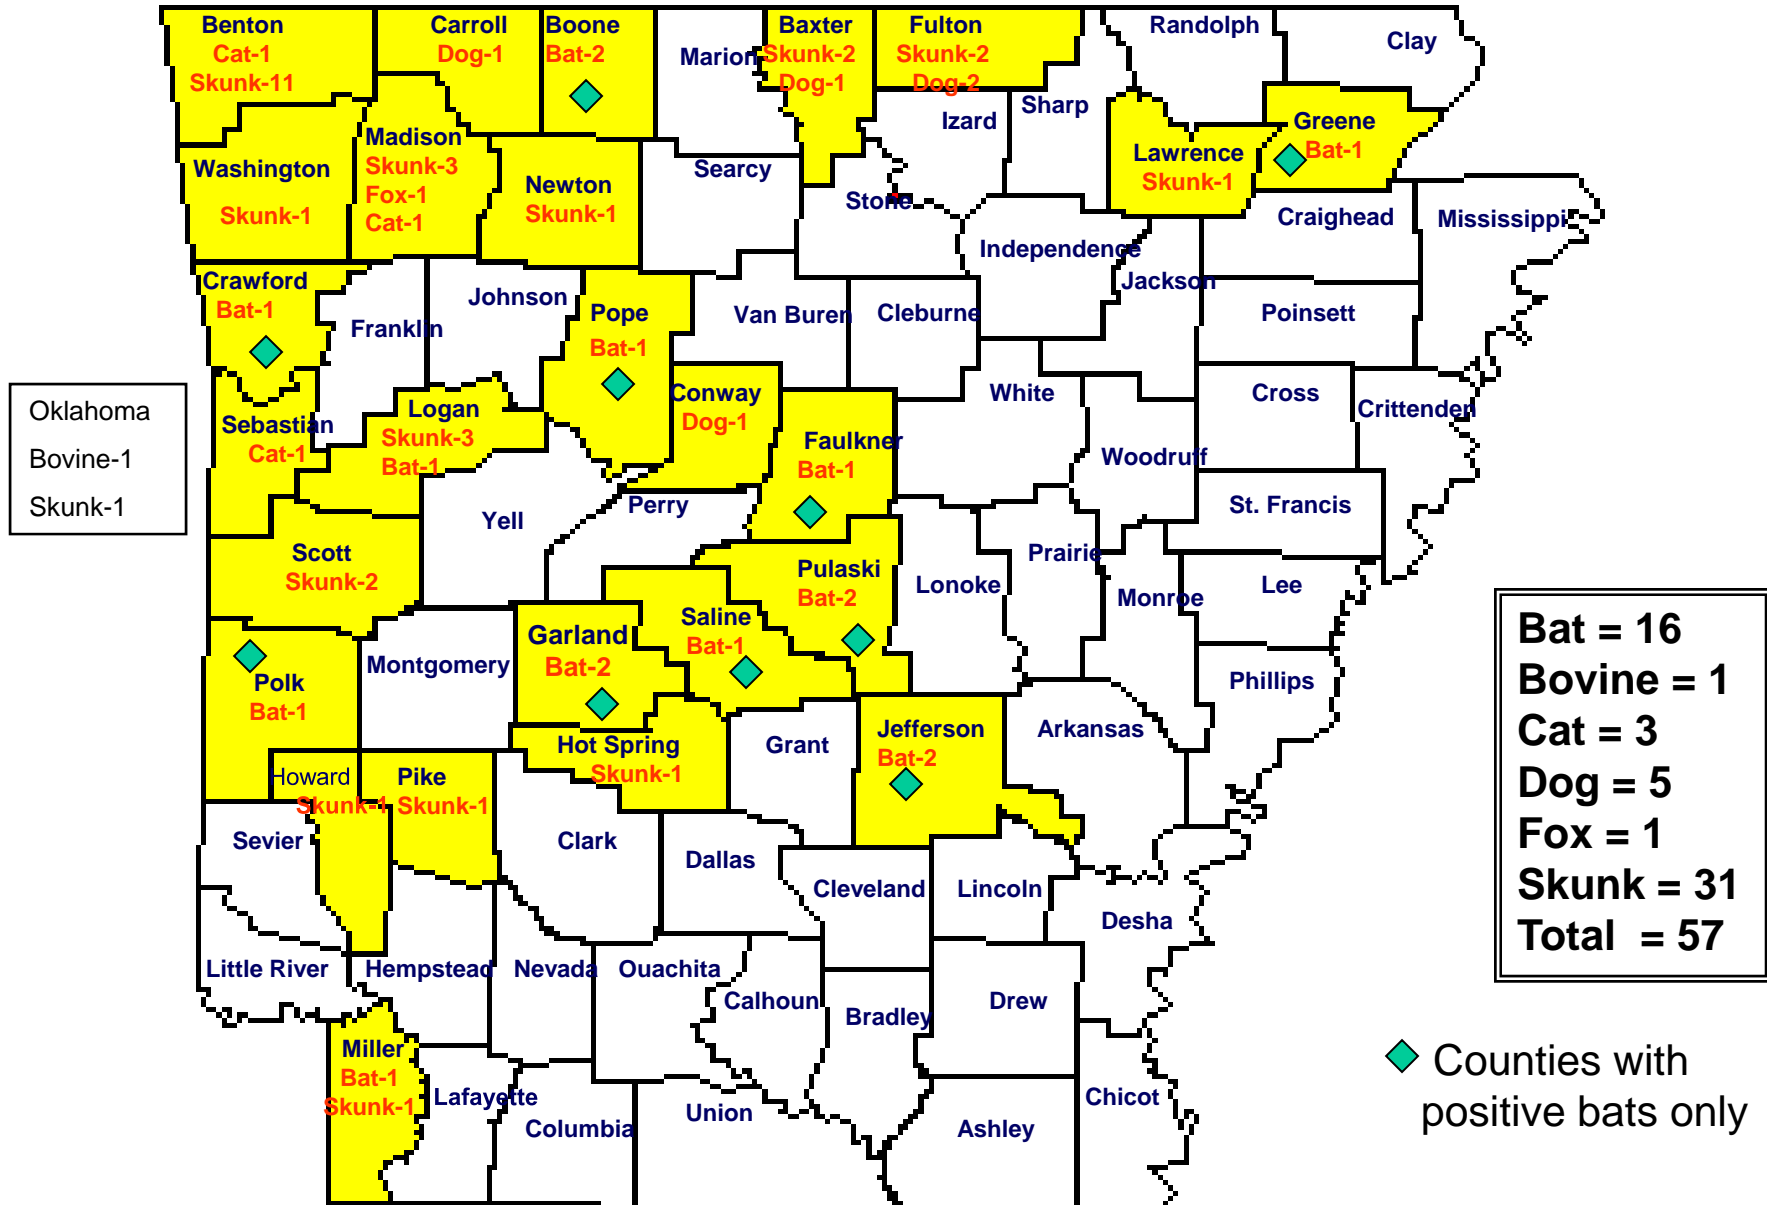 Benton
Cat-1
Skunk-11
Carroll
Dog-1
Boone
Bat-2
Marion
Baxter
Skunk-2
Dog-1
Fulton
Skunk-2
Dog-2
Randolph
Clay
Sharp
Izard
Greene
Bat-1
Lawrence
Skunk-1
Washington
Skunk-1
Madison
Skunk-3
Fox-1
Cat-1
Newton
Skunk-1
Searcy
Stone
Independence
Craighead
Mississippi
Crawford
Bat-1
Franklin
Johnson
Pope
Bat-1
Van Buren
Cleburne
Jackson
Poinsett
Oklahoma
Bovine-1
Skunk-1
Sebastian
Cat-1
Logan
Skunk-3
Bat-1
Conway
Dog-1
Faulkner
Bat-1
White
Woodruff
Cross
Crittenden
Scott
Skunk-2
Yell
Perry
Pulaski
Bat-2
Lonoke
Prairie
Monroe
St. Francis
Lee
Phillips
Polk
Bat-1
Montgomery
Garland
Bat-2
Saline
Bat-1
Hot Spring
Skunk-1
Grant
Jefferson
Bat-2
Arkansas
Howard
Skunk-1
Pike
Skunk-1
Sevier
Clark
Dallas
Cleveland
Lincoln
Desha
Little River
Hempstead
Nevada
Ouachita
Calhoun
Bradley
Drew
Miller
Bat-1
Skunk-1
Lafayette
Columbia
Union
Ashley
Chicot
Bat = 16
Bovine = 1
Cat = 3
Dog = 5
Fox = 1
Skunk = 31
Total = 57
Counties with
positive bats only